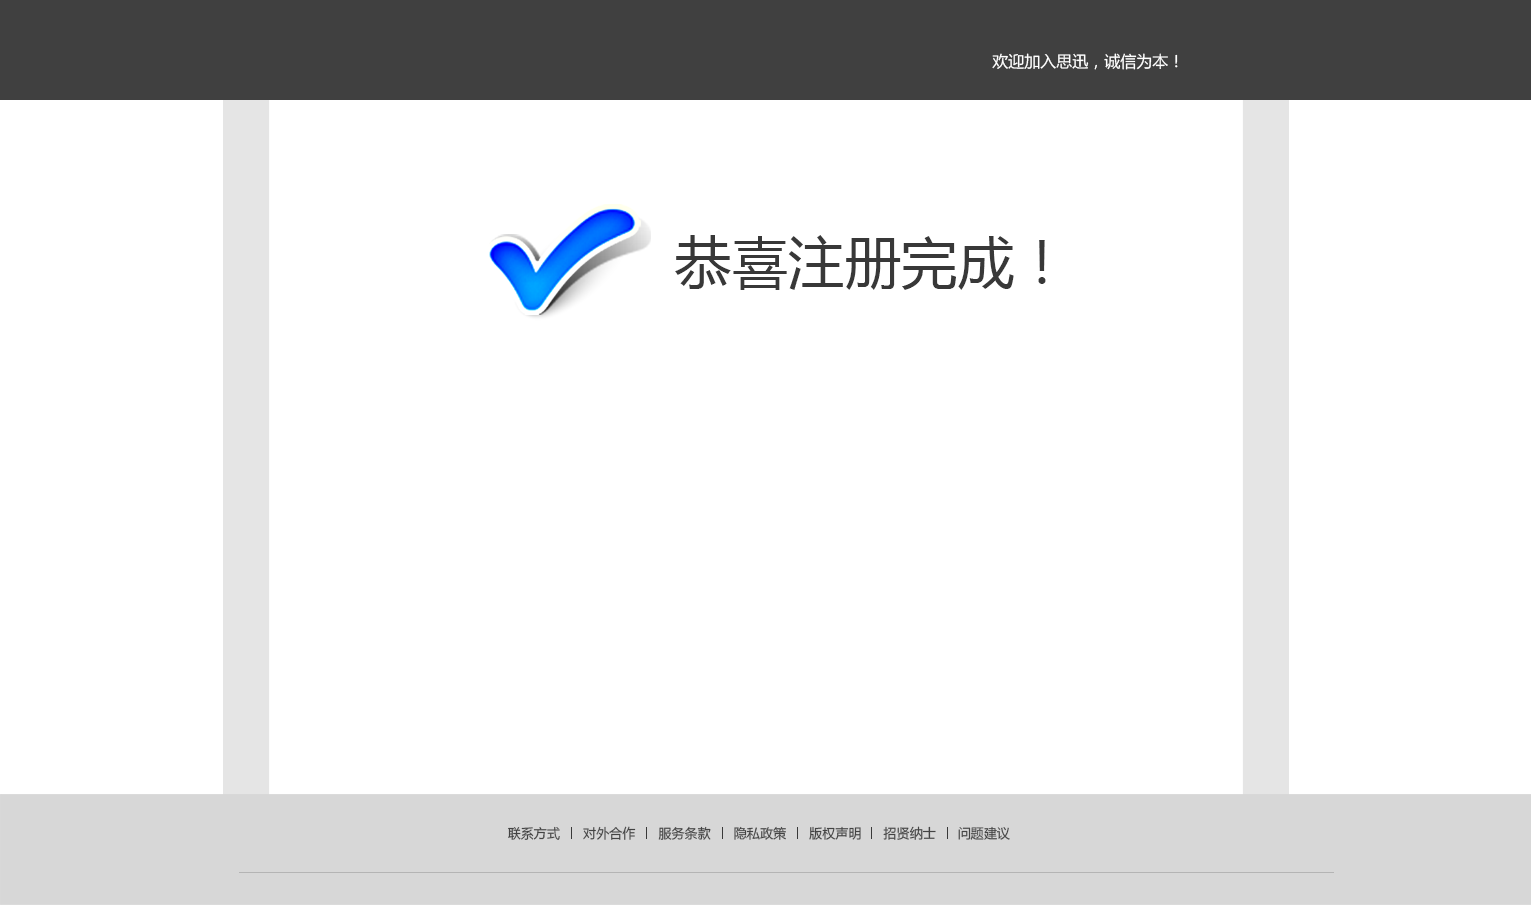 欢迎加入思迅，诚信为本！
恭喜注册完成！
联系方式 | 对外合作 | 服务条款 | 隐私政策 | 版权声明 | 招贤纳士 | 问题建议